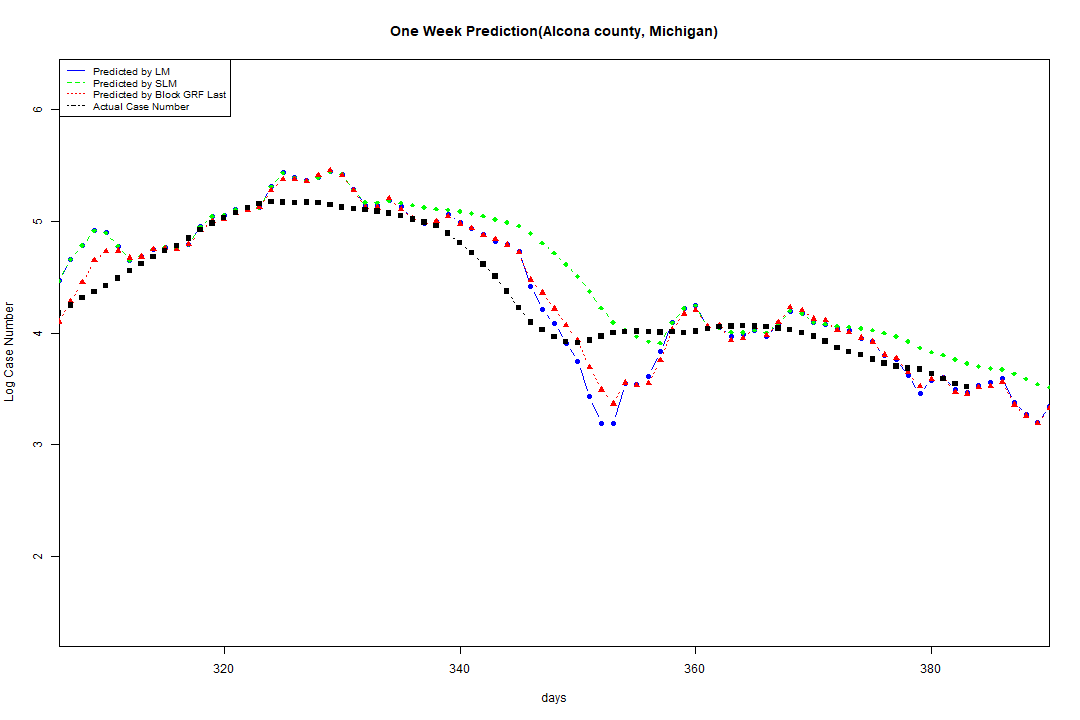 One Week Prediction(Alcona county, Michigan)
Predicted by LM
Predicted by SLM
Predicted by Block GRF Last
Actual Case Number
6
5
4
3
2
Log Case Number
320 340 360 380
days